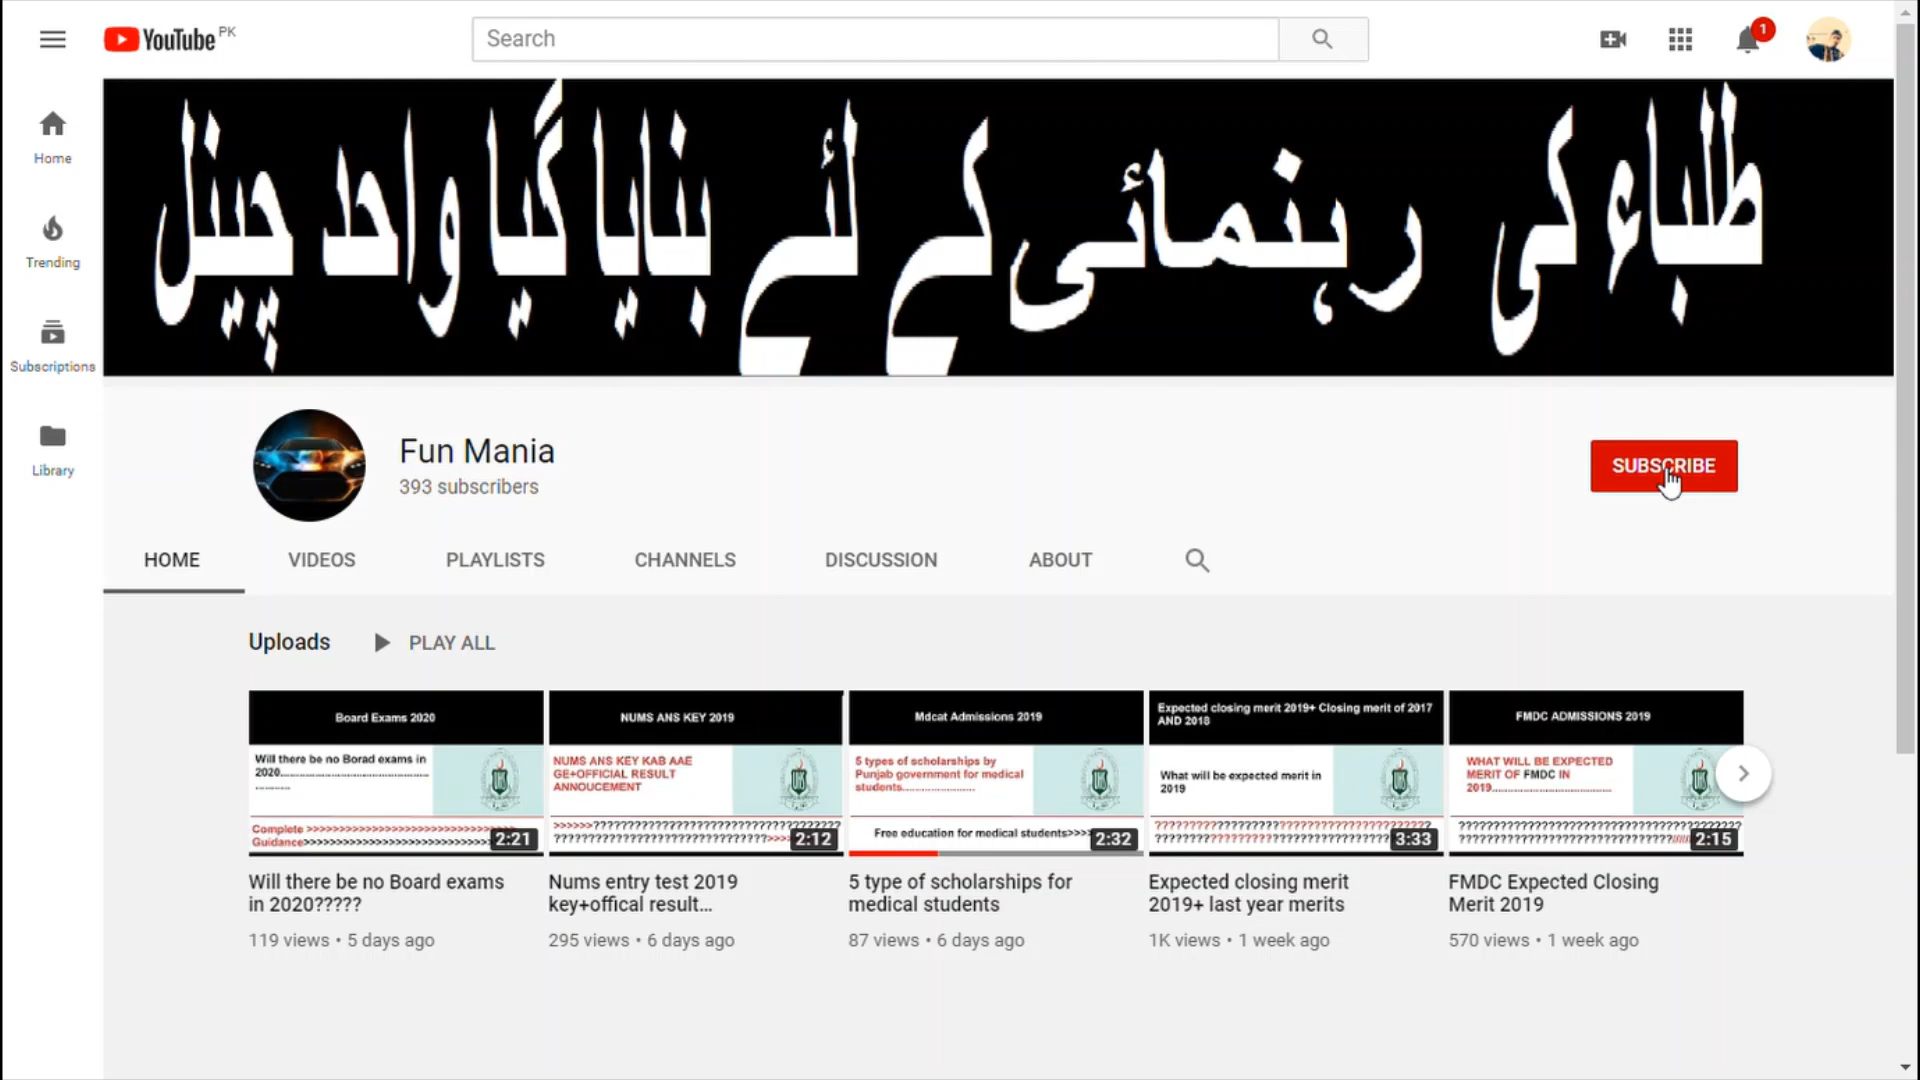 YouTube PK
Search
1
Home
Trending
Subscriptions
Library
طلباء کی رہنمائی کے لئے بنایا گیا واحد چینل
Fun Mania
393 subscribers
SUBSCRIBE
HOME VIDEOS PLAYLISTS CHANNELS DISCUSSION ABOUT
Uploads PLAY ALL
Board Exams 2020
Will there be no Borad exams in
2020
Complete >>>>>>>>>>>>>>>>>>>>>>>>>>>>>>>>
Guidance>>>>>>>>>>>>>>>>>>>>>>>>>>>>
2:21
Will there be no Board exams
in 2020?????
119 views • 5 days ago
NUMS ANS KEY 2019
NUMS ANS KEY KAB AAE
GE+OFFICIAL RESULT
ANNOUCEMENT
2:12
Nums entry test 2019
key+offical result...
295 views • 6 days ago
Mdcat Admissions 2019
5 types of scholarships by
Punjab government for medical
students
Free education for medical students>>>>
2:32
5 type of scholarships for
medical students
87 views • 6 days ago
Expected closing merit 2019+ Closing merit of 2017
AND 2018
What will be expected merit in
2019
3:33
Expected closing merit
2019+ last year merits
1K views • 1 week ago
FMDC ADMISSIONS 2019
WHAT WILL BE EXPECTED
MERIT OF FMDC IN
2019
2:15
FMDC Expected Closing
Merit 2019
570 views • 1 week ago